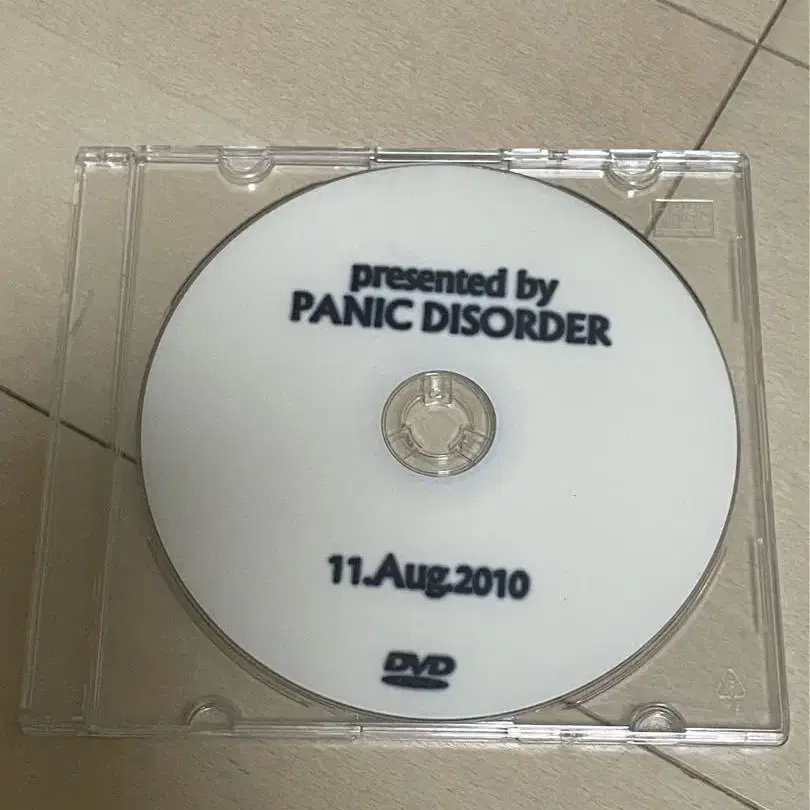 presented by
PANIC DISORDER
11.Aug.2010
DVD